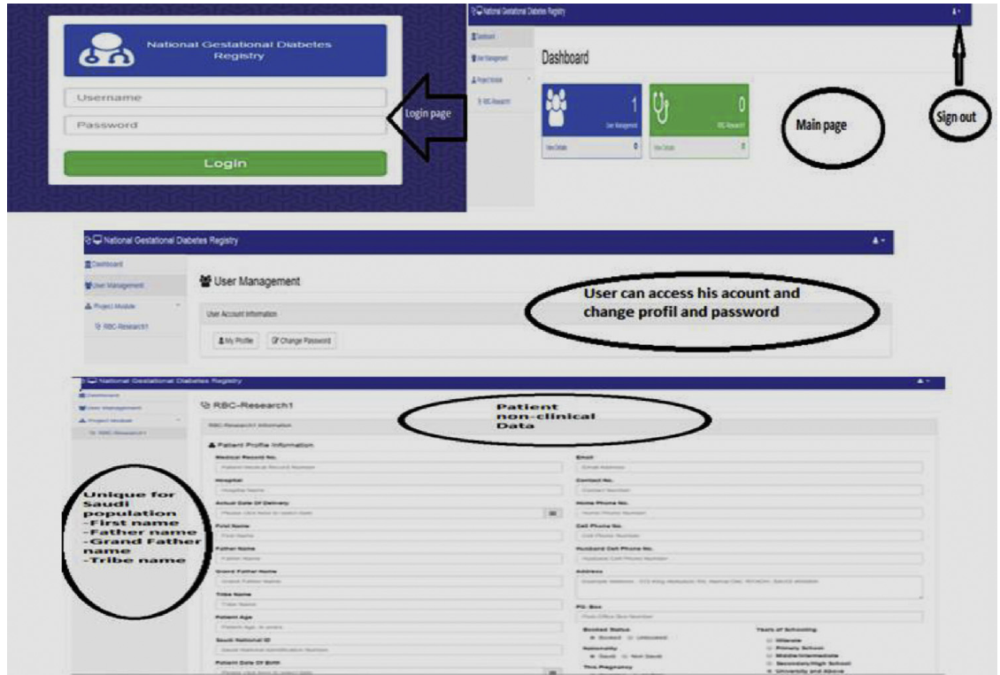 National Gestational Diabetes
Registry
Username
Password
Login
Login page
National Gestational Diabetes Registry
Dashboard
User Management
Project Module
RBC-Research1
Dashboard
1
User Management
View Details
0
RBC-Research1
View Details
Main page
Sign out
National Gestational Diabetes Registry
Dashboard
User Management
Project Module
RBC-Research1
User Management
User Account Information
My Profile
Change Password
User can access his acount and
change profil and password
National Gestational Diabetes Registry
Dashboard
User Management
Project Module
RBC-Research1
RBC-Research1
RBC-Research1 Information
Patient
non-clinical
Data
Unique for
Saudi
population
-First name
-Father name
-Grand Father
name
-Tribe name
Patient Profile Information
Medical Record No.
Patient Medical Record Number
Hospital
Hospital Name
Actual Date Of Delivery
Please click here to select date
First Name
First Name
Father Name
Father Name
Grand Father Name
Grand Father Name
Tribe Name
Tribe Name
Patient Age
Patient Age, in years
Saudi National ID
Saudi National Identification Number
Patient Date Of Birth
Please click here to select date
Email
Email Address
Contact No.
Contact Number
Home Phone No.
Home Phone Number
Cell Phone No.
Cell Phone Number
Husband Cell Phone No.
Husband Cell Phone Number
Address
PO. Box
Post Office Box Number
Booked Status
Booked Unbooked
Nationality
Saudi Non Saudi
This Pregnancy
Years of Schooling
Illiterate
Primary School
Middle/Intermediate
Secondary/High School
University and Above